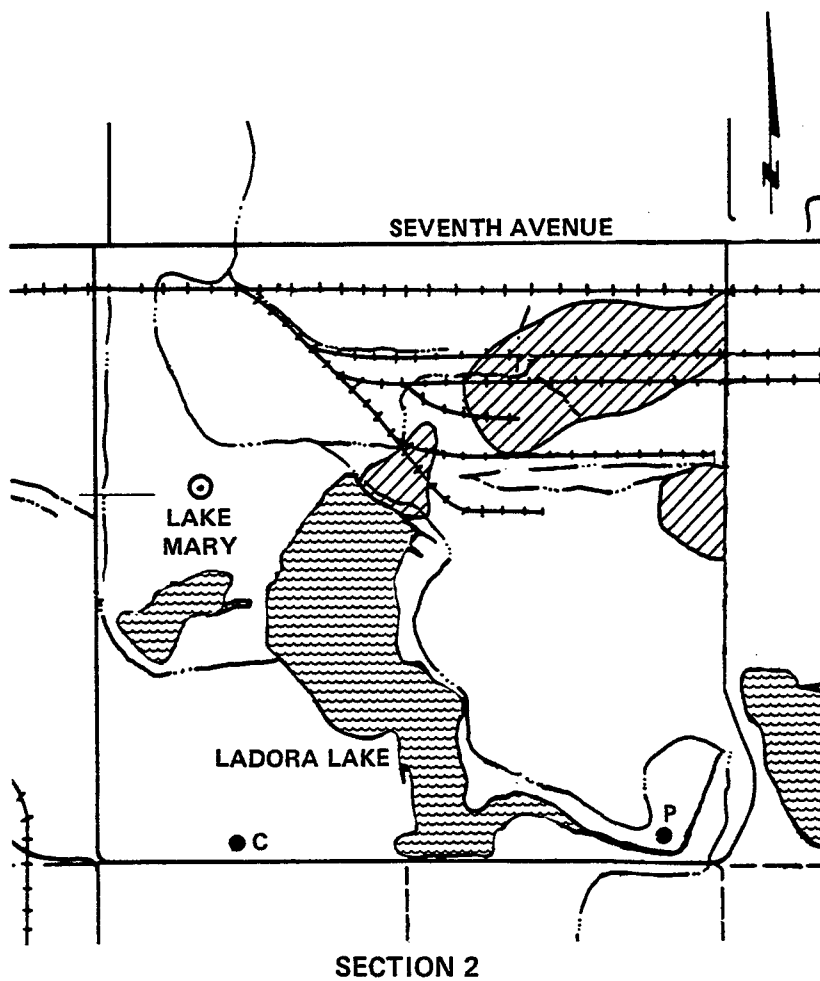 N
SEVENTH AVENUE
LAKE
MARY
LADORA LAKE
P
C
SECTION 2